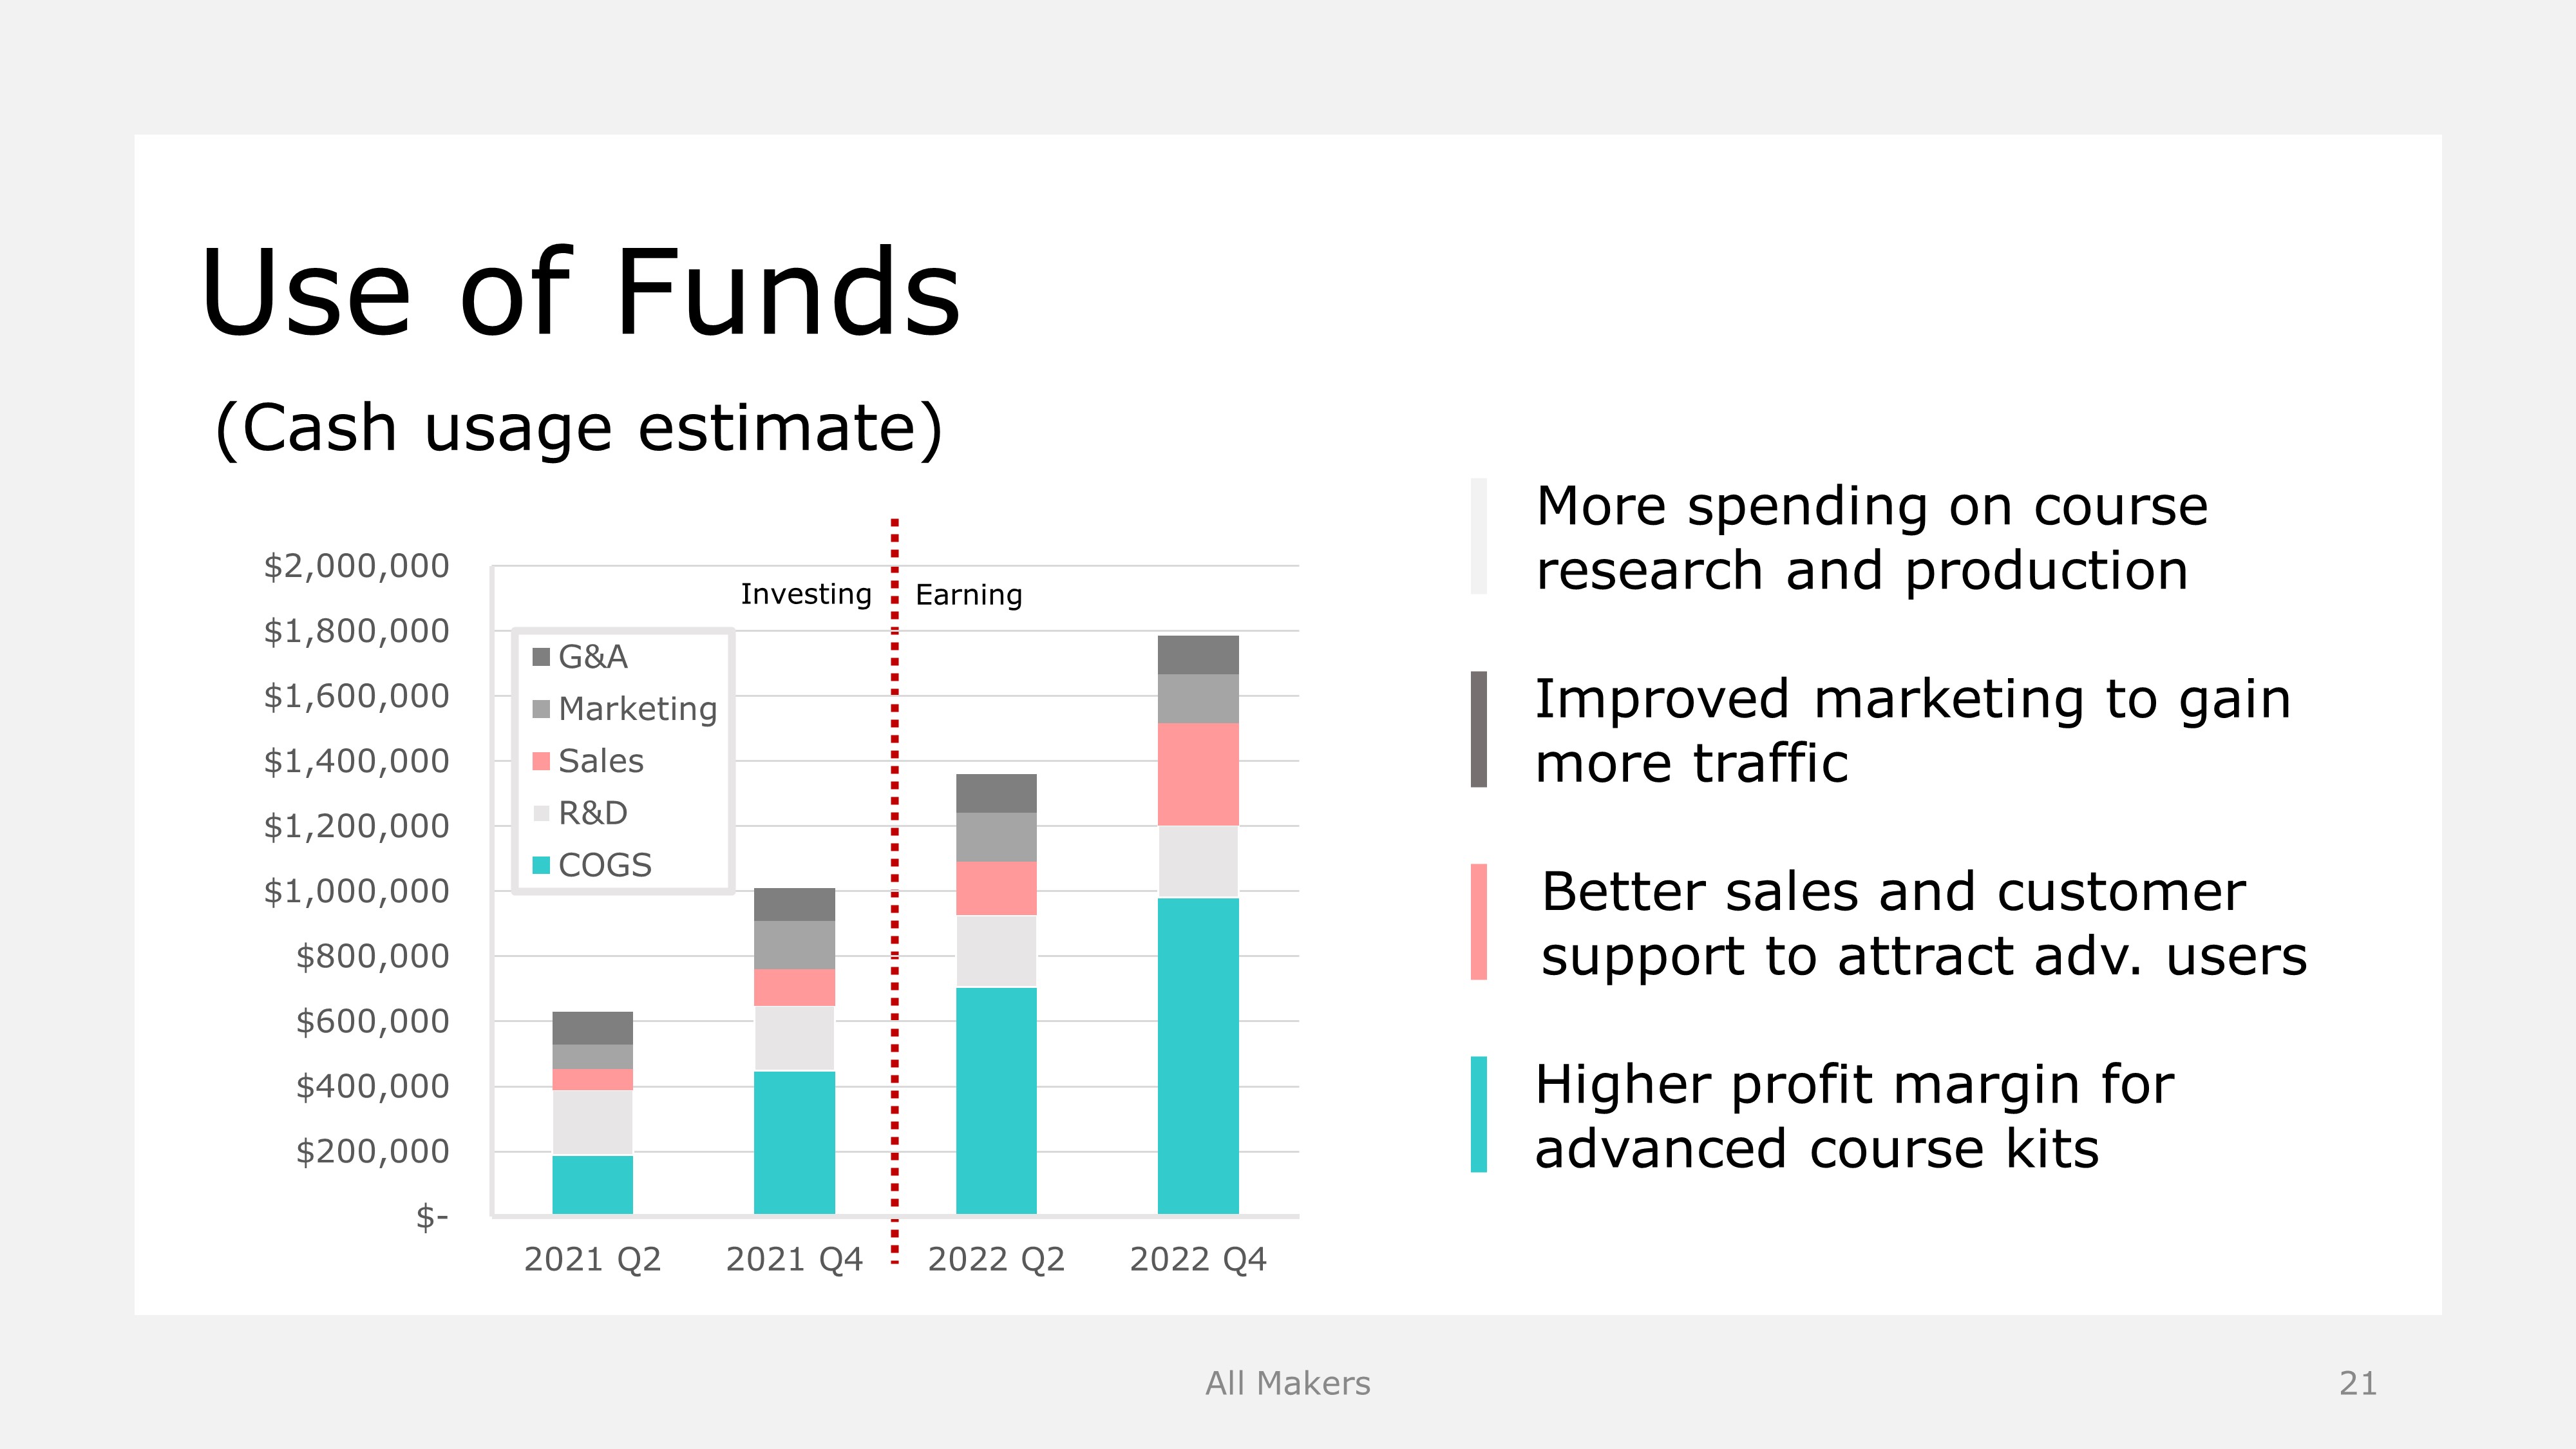 Use of Funds
(Cash usage estimate)
$2,000,000
$1,800,000
$1,600,000
$1,400,000
$1,200,000
$1,000,000
$800,000
$600,000
$400,000
$200,000
$-
Investing
Earning
G&A
Marketing
Sales
R&D
COGS
2021 Q2
2021 Q4
2022 Q2
2022 Q4
More spending on course
research and production
Improved marketing to gain
more traffic
Better sales and customer
support to attract adv. users
Higher profit margin for
advanced course kits
All Makers
21